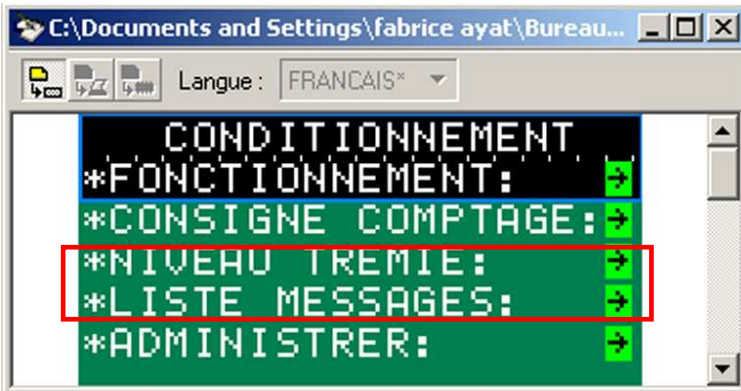 C:\Documents and Settings\fabrice ayat\Bureau...
Langue : FRANCAIS*
CONDITIONNEMENT
*FONCTIONNEMENT:
*CONSIGNE COMPTAGE:
*NIVEAU TREMIE:
*LISTE MESSAGES:
*ADMINISTRER: